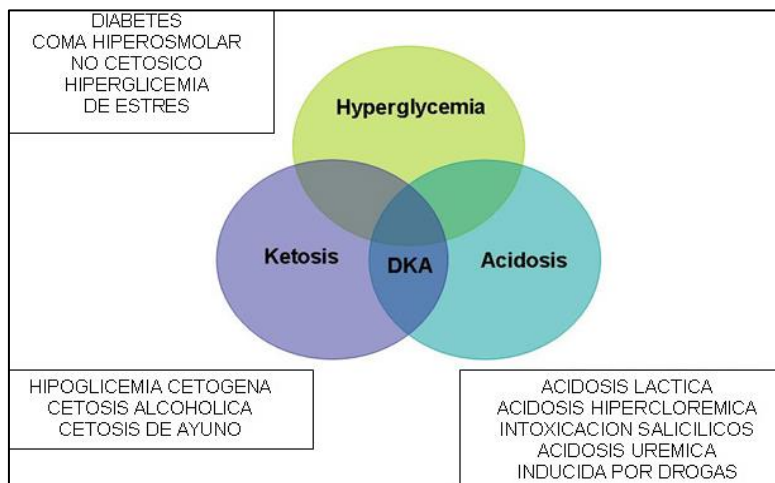 DIABETES
COMA HIPEROSMOLAR
NO CETOSICO
HIPERGLICEMIA
DE ESTRES
Hyperglycemia
Ketosis
DKA
Acidosis
HIPOGLICEMIA CETOGENA
CETOSIS ALCOHOLICA
CETOSIS DE AYUNO
ACIDOSIS LACTICA
ACIDOSIS HIPERCLOREMICA
INTOXICACION SALICILICOS
ACIDOSIS UREMICA
INDUCIDA POR DROGAS